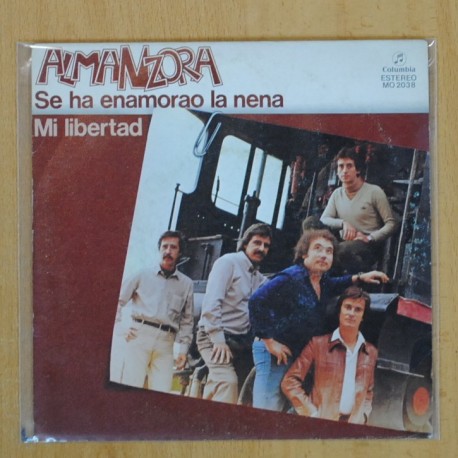 ALMANZORA
Se ha enamorao la nena
Mi libertad
Columbia
ESTEREO
MO 2038